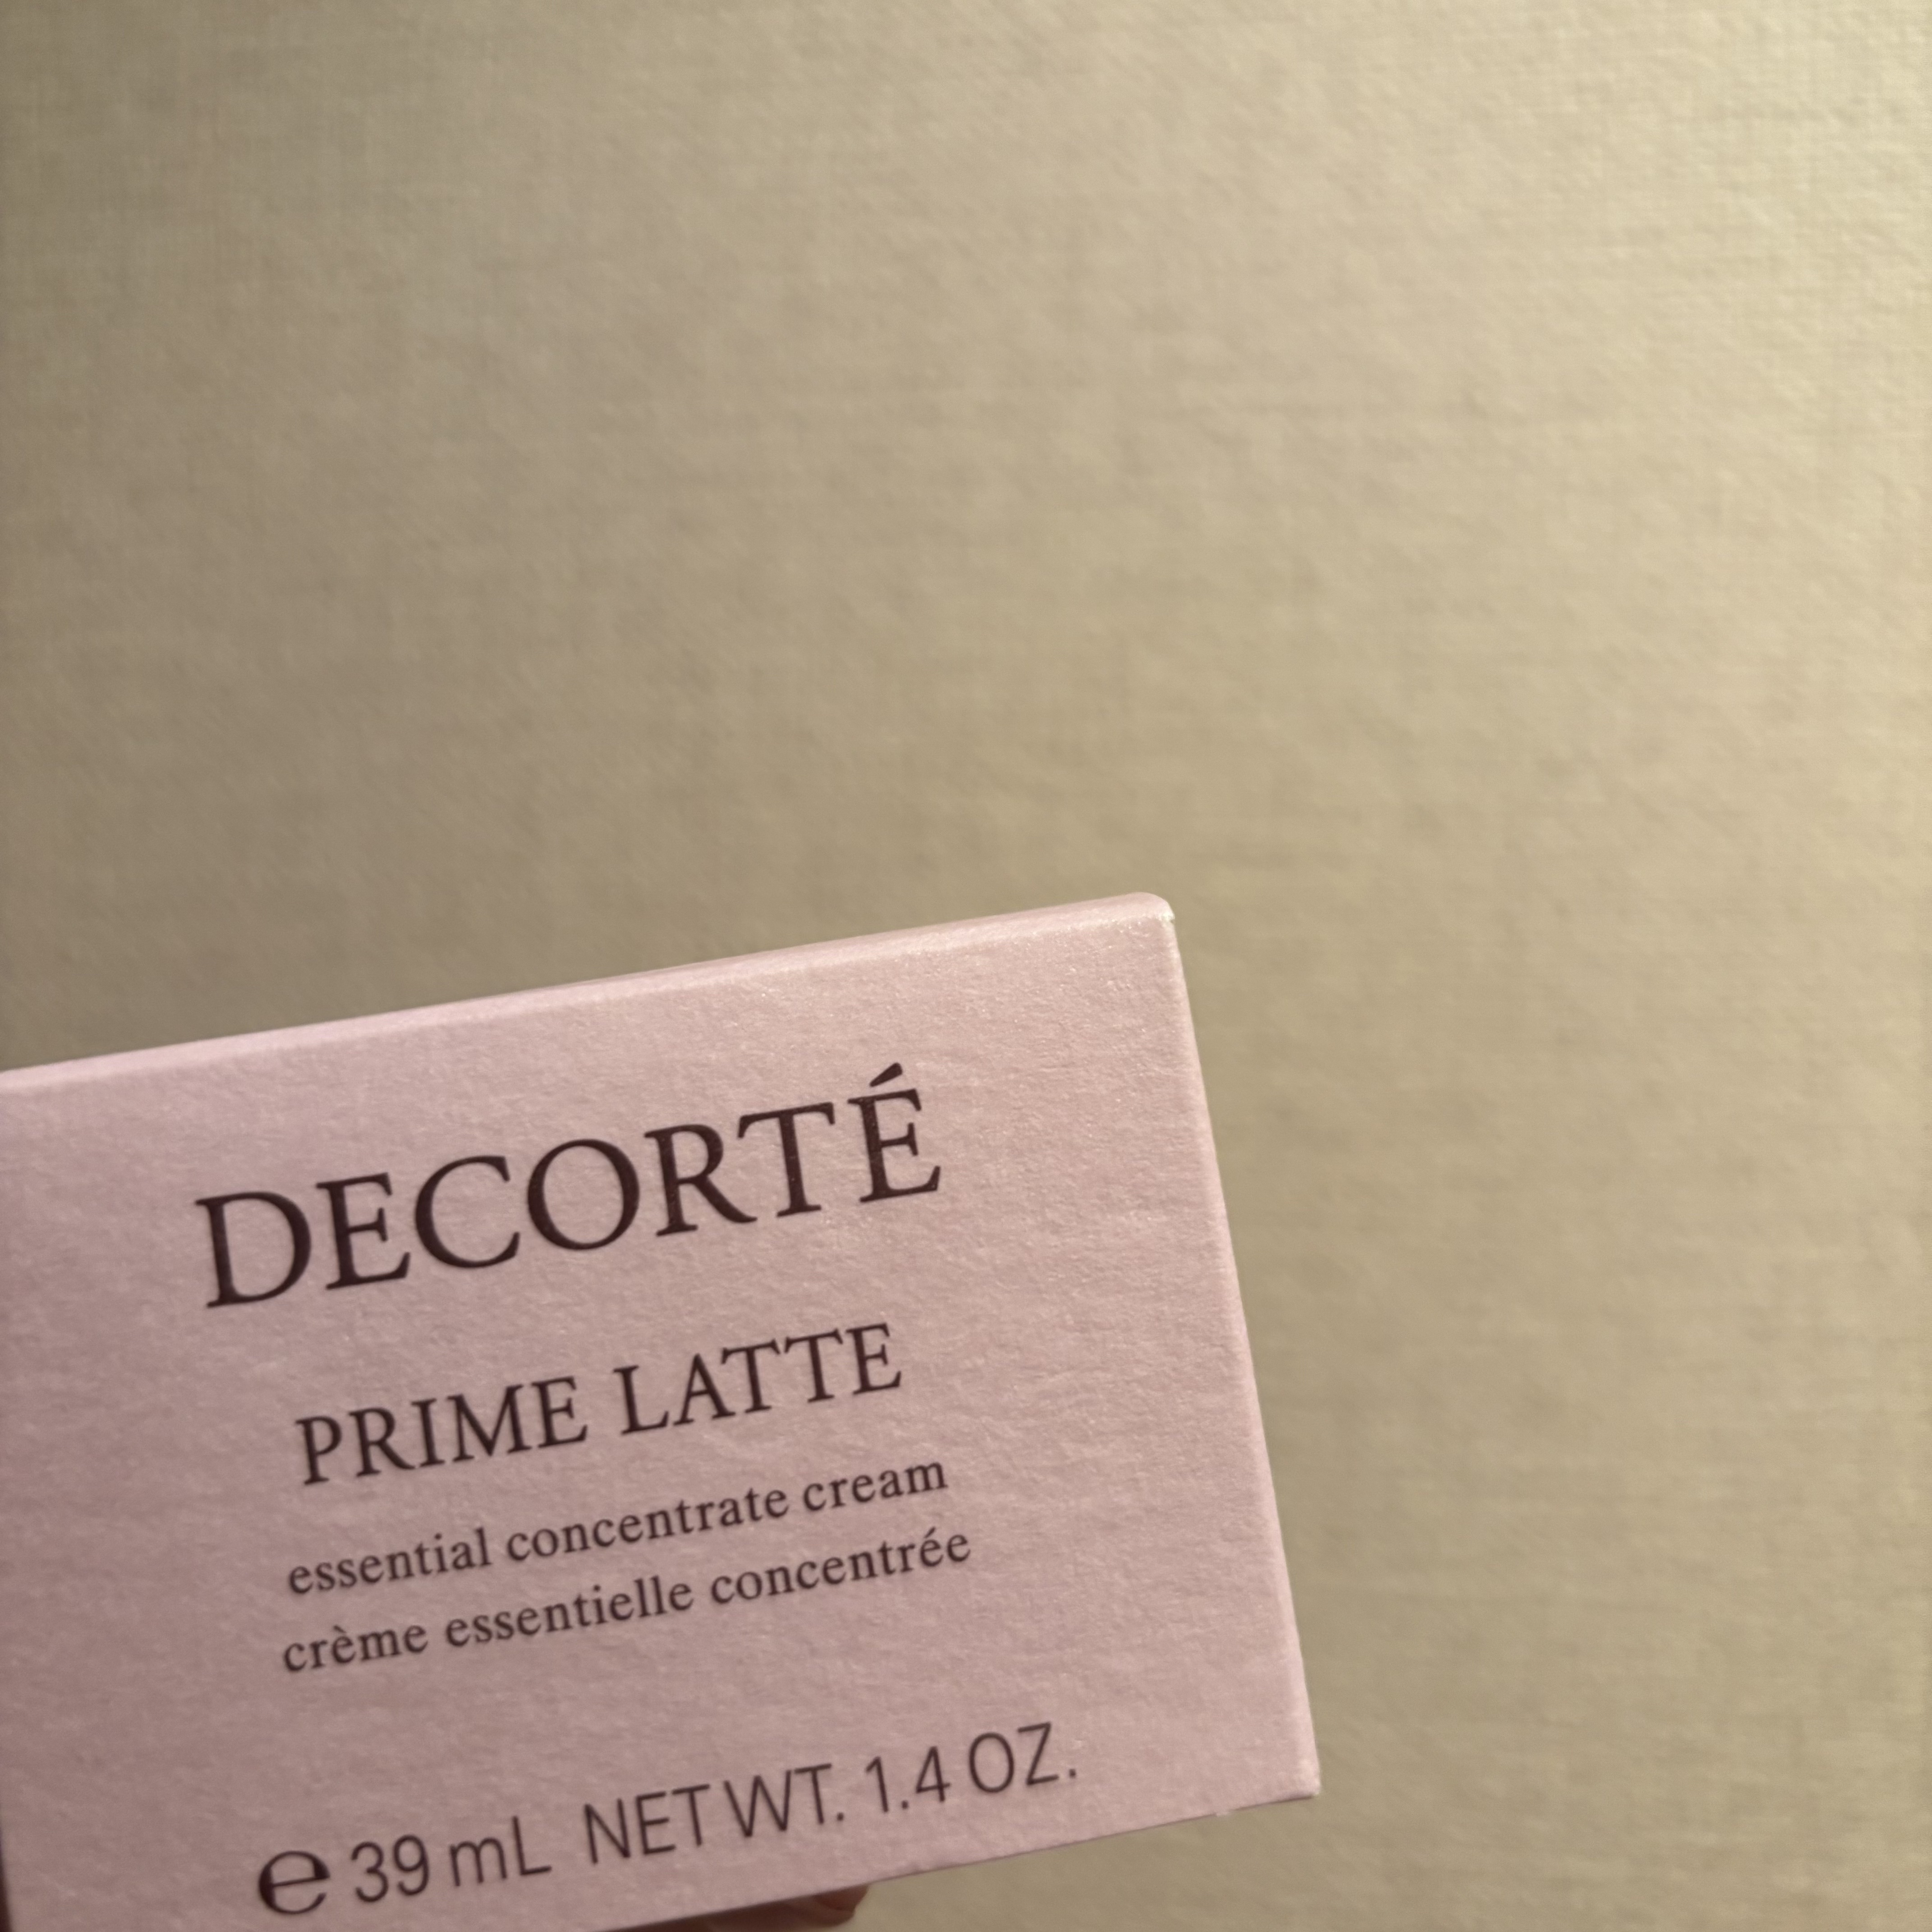 DECORTÉ
PRIME LATTE
essential concentrate cream
crème essentielle concentrée
℮ 39 mL NET WT. 1.4 OZ.